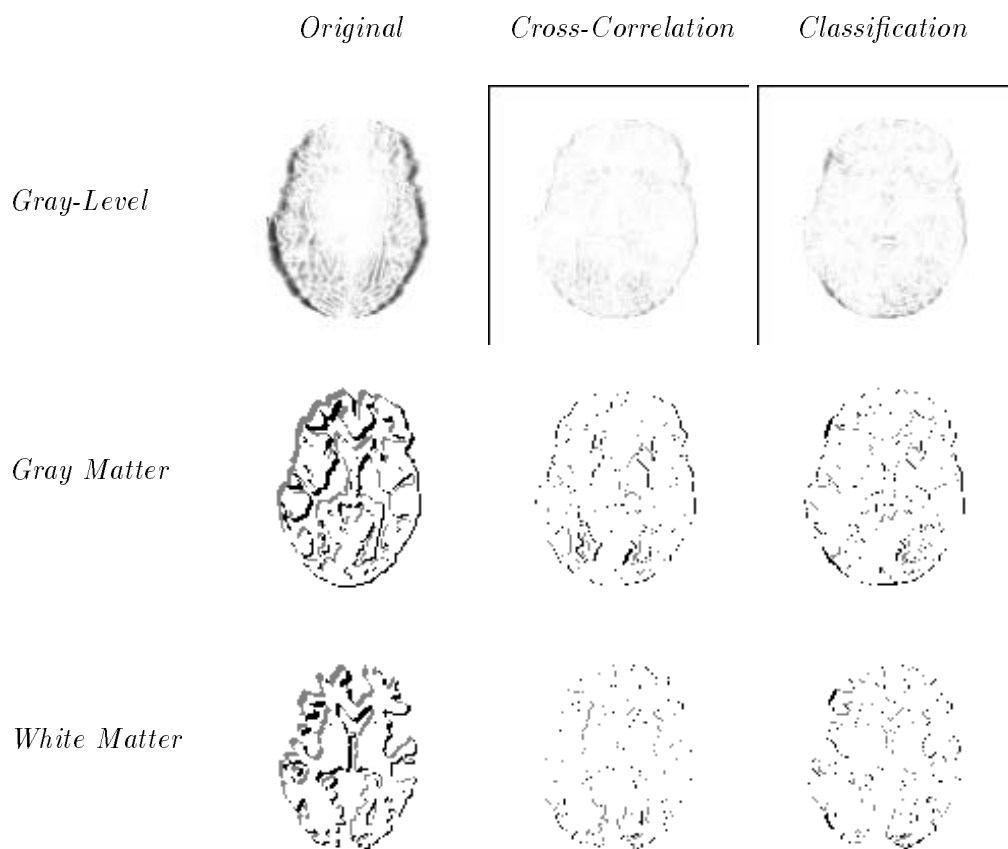 Original Cross-Correlation Classification
Gray-Level
Gray Matter
White Matter